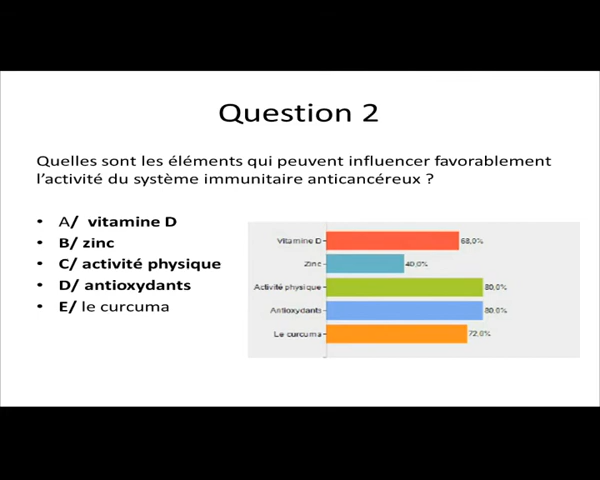 Question 2
Quelles sont les éléments qui peuvent influencer favorablement
l'activité du système immunitaire anticancéreux ?
• A/ vitamine D
• B/ zinc
• C/ activité physique
• D/ antioxydants
• E/ le curcuma
Vitamine D 68,0%
Zinc 40,0%
Activité physique 80,0%
Antioxydants 80,0%
Le curcuma 72,0%